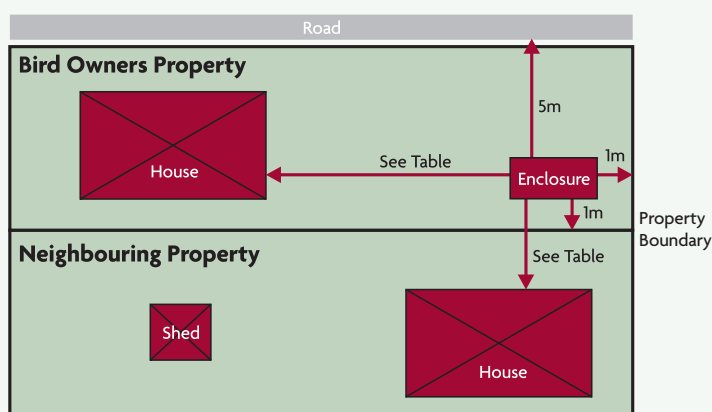 Road
Bird Owners Property
5m
See Table
1m
House
Enclosure
1m
Property
Boundary
Neighbouring Property
See Table
Shed
House